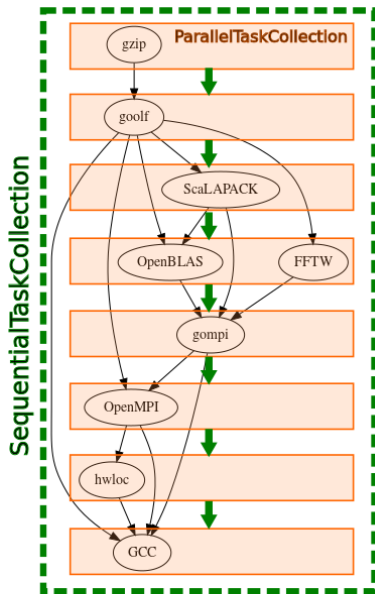 SequentialTaskCollection
ParallelTaskCollection
gzip
goolf
ScaLAPACK
OpenBLAS
FFTW
gompi
OpenMPI
hwloc
GCC